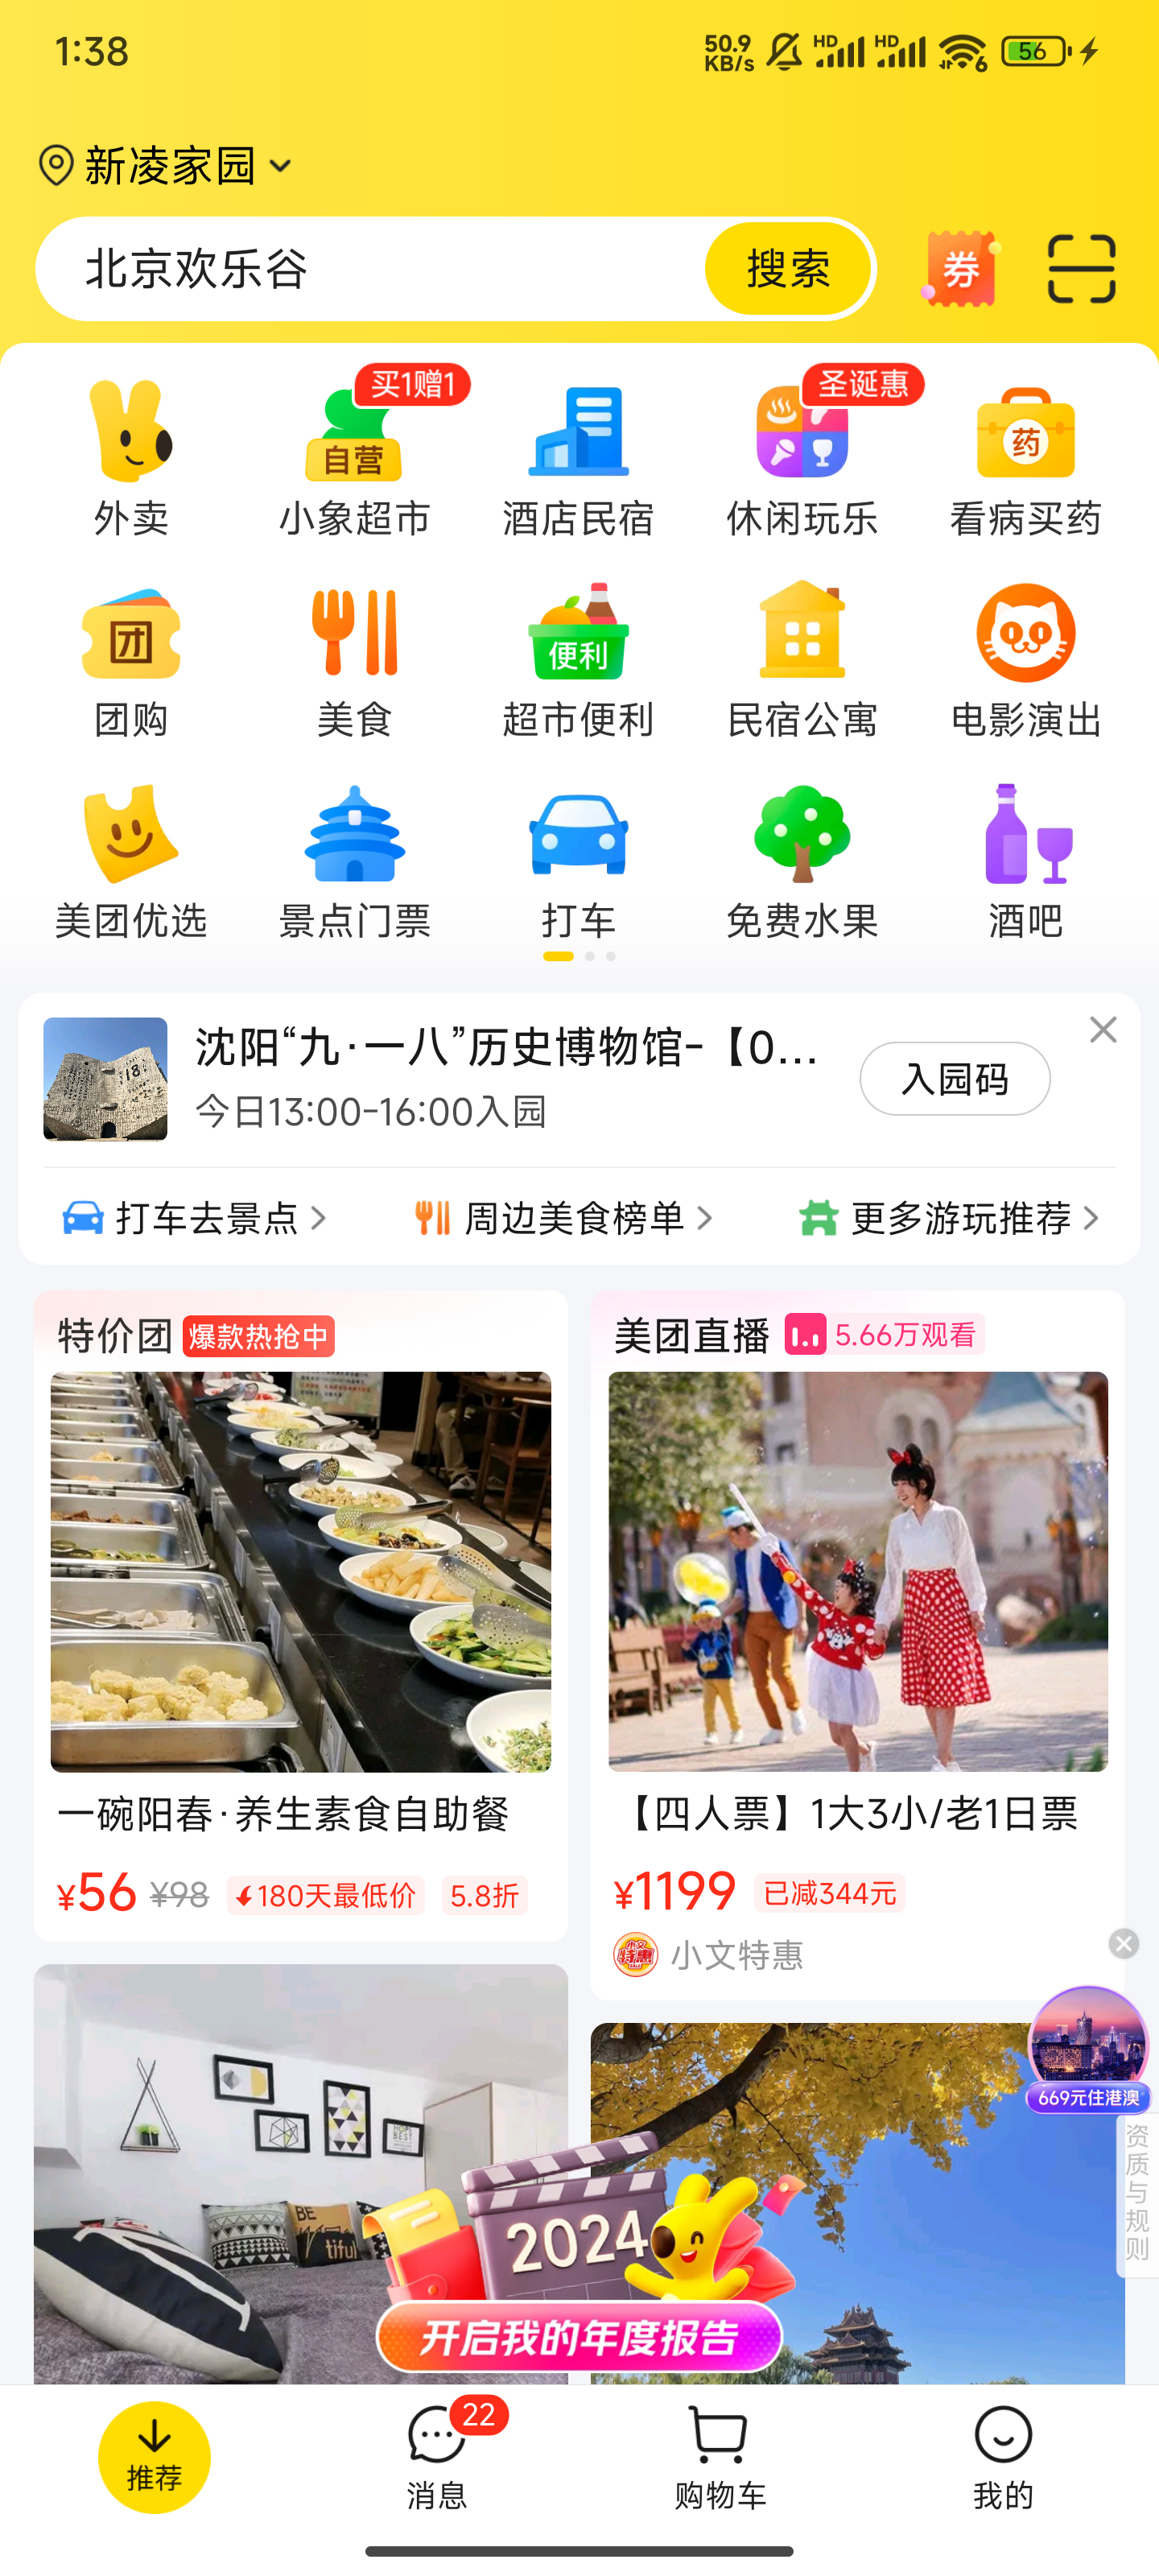 1:38
50.9
KB/s
HD
HD
6
56
新凌家园
北京欢乐谷
搜索
券
买1赠1
圣诞惠
自营
药
外卖
小象超市
酒店民宿
休闲玩乐
看病买药
团
便利
团购
美食
超市便利
民宿公寓
电影演出
美团优选
景点门票
打车
免费水果
酒吧
沈阳“九·一八”历史博物馆-【0...
今日13:00-16:00入园
入园码
18
打车去景点
周边美食榜单
更多游玩推荐
特价团
爆款热抢中
美团直播
5.66万观看
一碗阳春·养生素食自助餐
¥56
¥98
180天最低价
5.8折
【四人票】1大3小/老1日票
¥1199
已减344元
小文特惠
小文特惠
669元住港澳
资质与规则
BE
tiful
HOPE
BEST
2024
开启我的年度报告
推荐
22
消息
购物车
我的